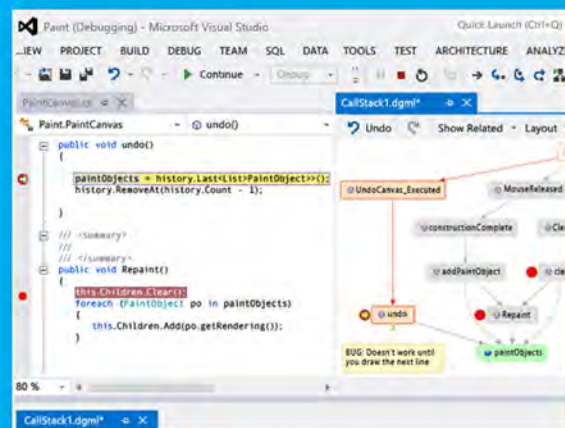 Paint (Debugging) - Microsoft Visual Studio
Quick Launch (Ctrl+Q)
...IEW PROJECT BUILD DEBUG TEAM SQL DATA TOOLS TEST ARCHITECTURE ANALYZ
Continue Debug
PaintCanvas.cs
Paint.PaintCanvas undo()
public void undo()
{
paintObjects = history.Last<List>PaintObject>>();
history.RemoveAt(history.Count - 1);
}
/// <summary>
///
/// </summary>
public void Repaint()
{
this.Children.Clear();
foreach (PaintObject po in paintObjects)
{
this.Children.Add(po.getRendering());
}
80 %
CallStack1.dgml*
Undo Show Related Layout
UndoCanvas_Executed
MouseReleased
constructionComplete
Cle
addPaintObject
cle
undo
Repaint
BUG: Doesn't work until
you draw the next line
paintObjects
CallStack1.dgml*